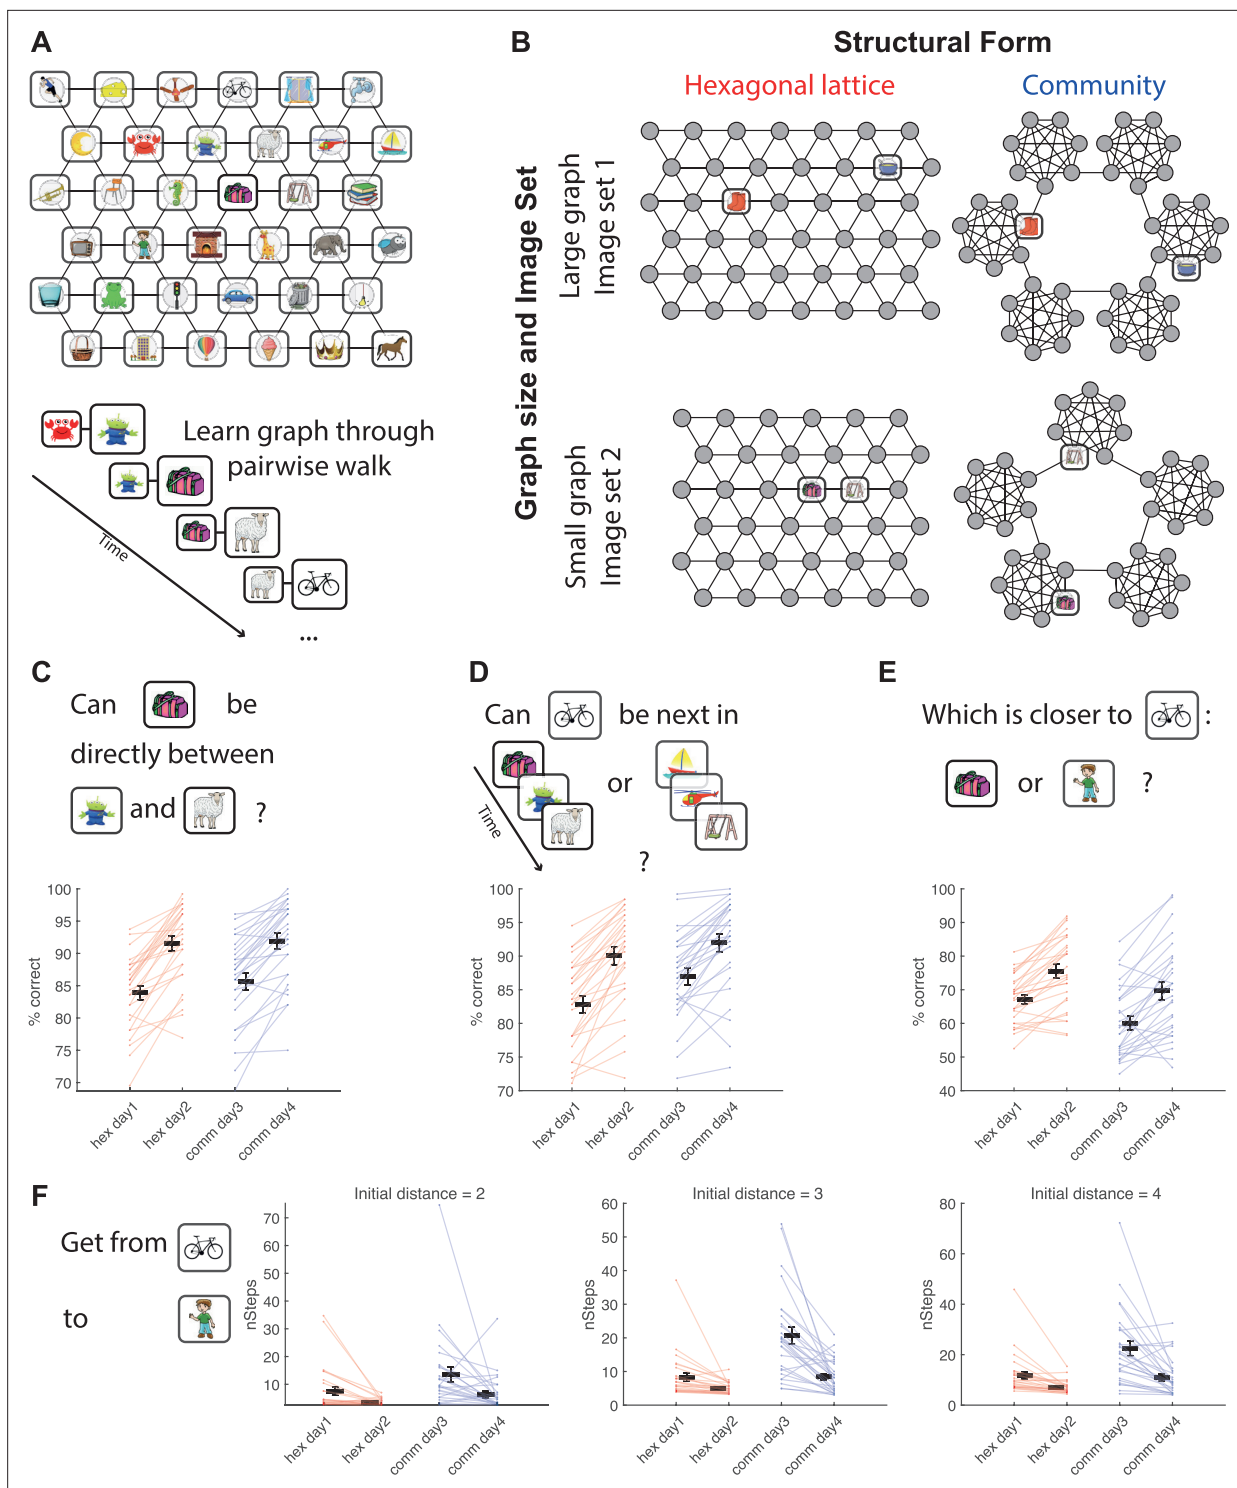 A
B
Structural Form
Hexagonal lattice
Community
Graph size and Image Set
Large graph
Image set 1
Small graph
Image set 2
Learn graph through
pairwise walk
Time
...
C
Can be
directly between
and ?
% correct
100
95
90
85
80
75
70
hex day1
hex day2
comm day3
comm day4
D
Can be next in
or
Time
?
% correct
100
95
90
85
80
75
70
hex day1
hex day2
comm day3
comm day4
E
Which is closer to :
or ?
% correct
100
90
80
70
60
50
40
hex day1
hex day2
comm day3
comm day4
F
Get from
to
Initial distance = 2
nSteps
70
60
50
40
30
20
10
hex day1
hex day2
comm day3
comm day4
Initial distance = 3
nSteps
60
50
40
30
20
10
0
hex day1
hex day2
comm day3
comm day4
Initial distance = 4
nSteps
80
60
40
20
0
hex day1
hex day2
comm day3
comm day4